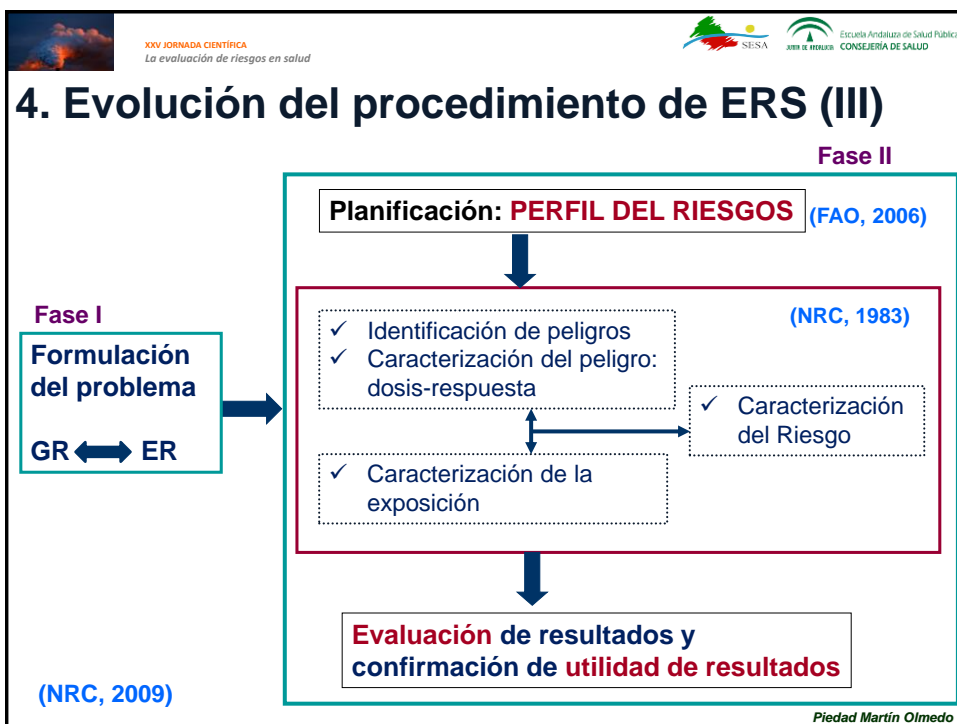 XXV JORNADA CIENTÍFICA
La evaluación de riesgos en salud
SESA
JUNTA DE ANDALUCIA
Escuela Andaluza de Salud Pública
CONSEJERÍA DE SALUD
4. Evolución del procedimiento de ERS (III)
Fase II
Planificación: PERFIL DEL RIESGOS
(FAO, 2006)
Fase I
Formulación
del problema
GR ER
(NRC, 1983)
✓ Identificación de peligros
✓ Caracterización del peligro:
dosis-respuesta
✓ Caracterización
del Riesgo
✓ Caracterización de la
exposición
Evaluación de resultados y
confirmación de utilidad de resultados
(NRC, 2009)
Piedad Martín Olmedo